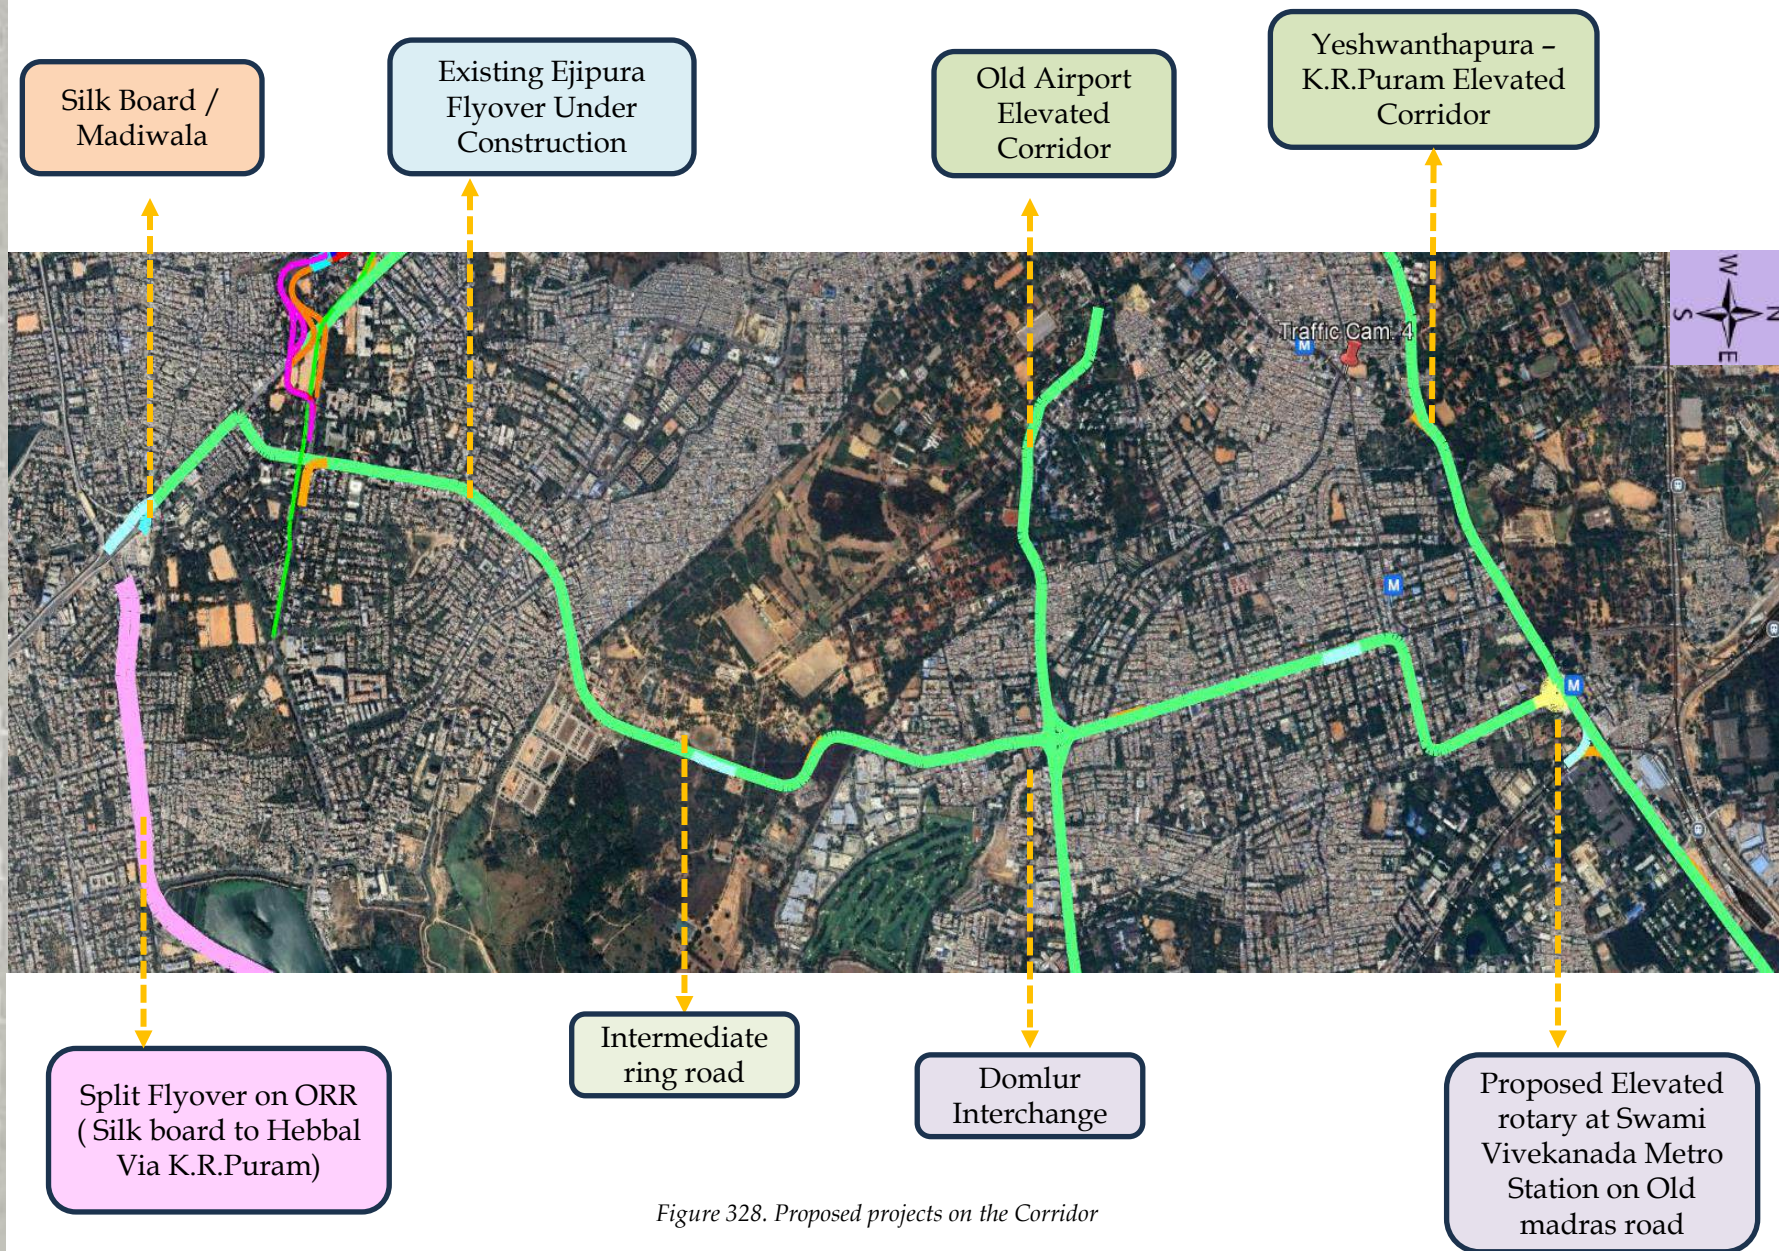 Silk Board /
Madiwala
Existing Ejipura
Flyover Under
Construction
Old Airport
Elevated
Corridor
Yeshwanthapura –
K.R.Puram Elevated
Corridor
W
S
N
E
Traffic Cam. 4
M
M
M
Split Flyover on ORR
( Silk board to Hebbal
Via K.R.Puram)
Intermediate
ring road
Domlur
Interchange
Proposed Elevated
rotary at Swami
Vivekanada Metro
Station on Old
madras road
Figure 328. Proposed projects on the Corridor